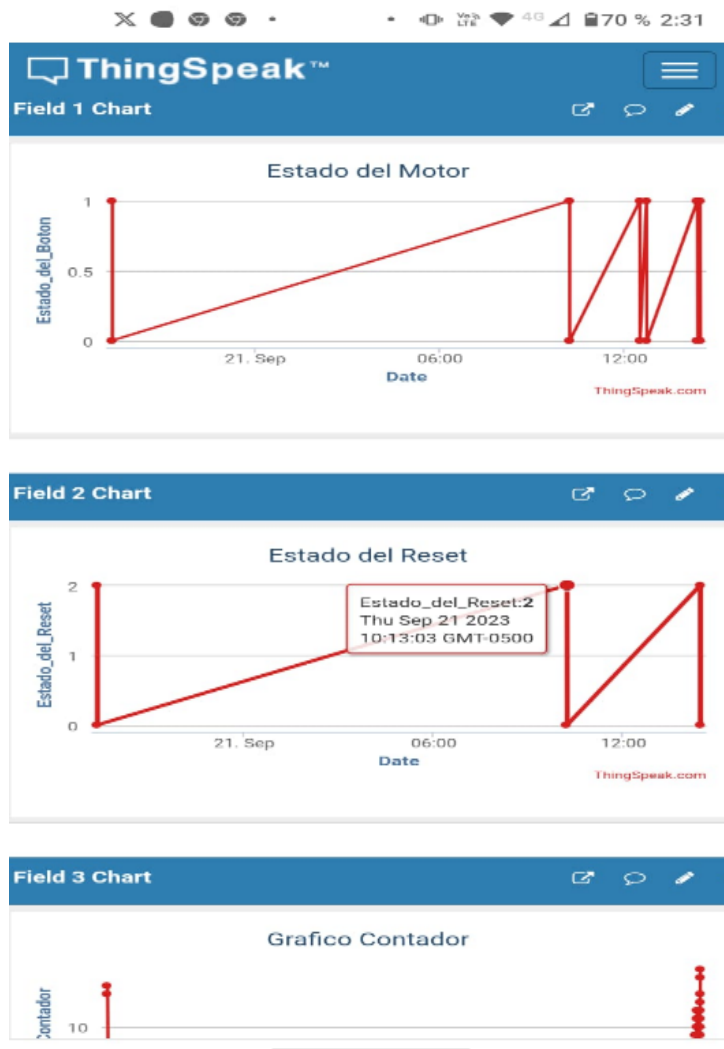 VoD LTE 4G 70 % 2:31
ThingSpeak™
Field 1 Chart
Estado del Motor
Estado_del_Boton
1
0.5
0
21. Sep 06:00 12:00
Date
ThingSpeak.com
Field 2 Chart
Estado del Reset
Estado_del_Reset
2
1
0
Estado_del_Reset:2
Thu Sep 21 2023
10:13:03 GMT-0500
21. Sep 06:00 12:00
Date
ThingSpeak.com
Field 3 Chart
Grafico Contador
Contador
10